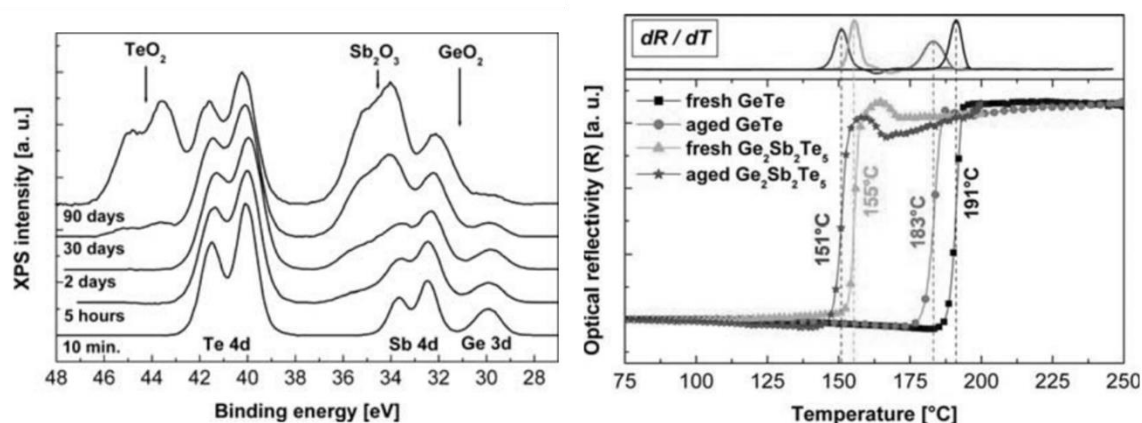 TeO₂
Sb₂O₃
GeO₂
XPS intensity [a. u.]
90 days
30 days
2 days
5 hours
10 min.
Te 4d
Sb 4d
Ge 3d
48 46 44 42 40 38 36 34 32 30 28
Binding energy [eV]
dR / dT
Optical reflectivity (R) [a. u.]
fresh GeTe
aged GeTe
fresh Ge₂Sb₂Te₅
aged Ge₂Sb₂Te₅
151°C
155°C
183°C
191°C
75 100 125 150 175 200 225 250
Temperature [°C]